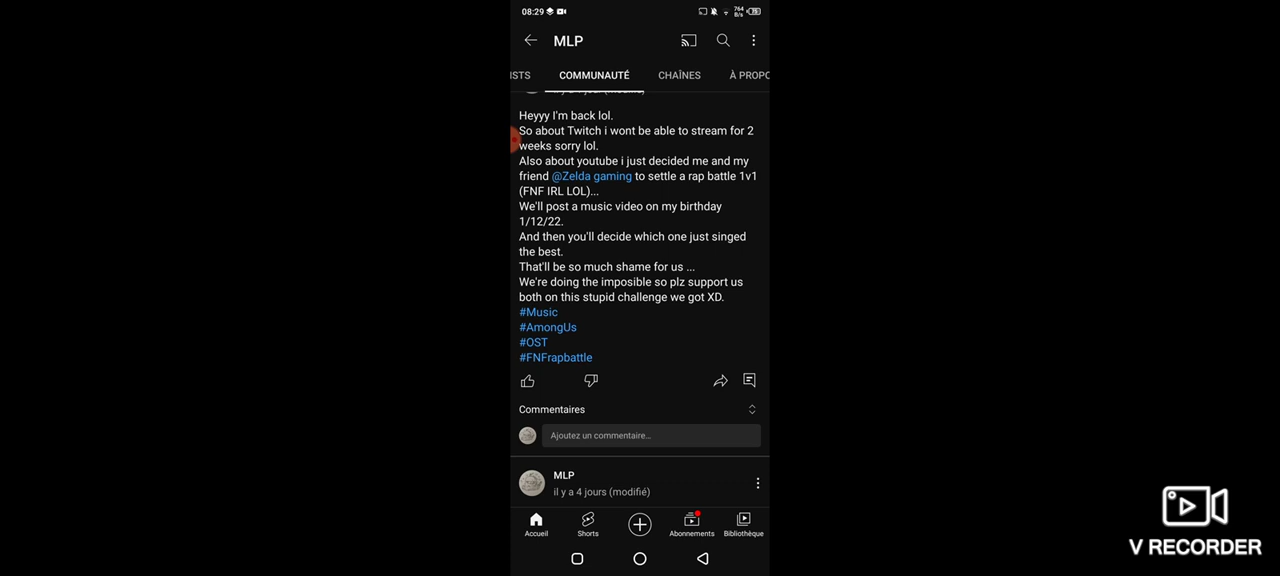 08:29
764
B/s
75
MLP
ISTS
COMMUNAUTÉ
CHAÎNES
À PROPO
Heyyy I'm back lol.
So about Twitch i wont be able to stream for 2
weeks sorry lol.
Also about youtube i just decided me and my
friend @Zelda gaming to settle a rap battle 1v1
(FNF IRL LOL)...
We'll post a music video on my birthday
1/12/22.
And then you'll decide which one just singed
the best.
That'll be so much shame for us ...
We're doing the imposible so plz support us
both on this stupid challenge we got XD.
#Music
#AmongUs
#OST
#FNFrapbattle
Commentaires
Ajoutez un commentaire...
MLP
il y a 4 jours (modifié)
Accueil
Shorts
Abonnements
Bibliothèque
V RECORDER